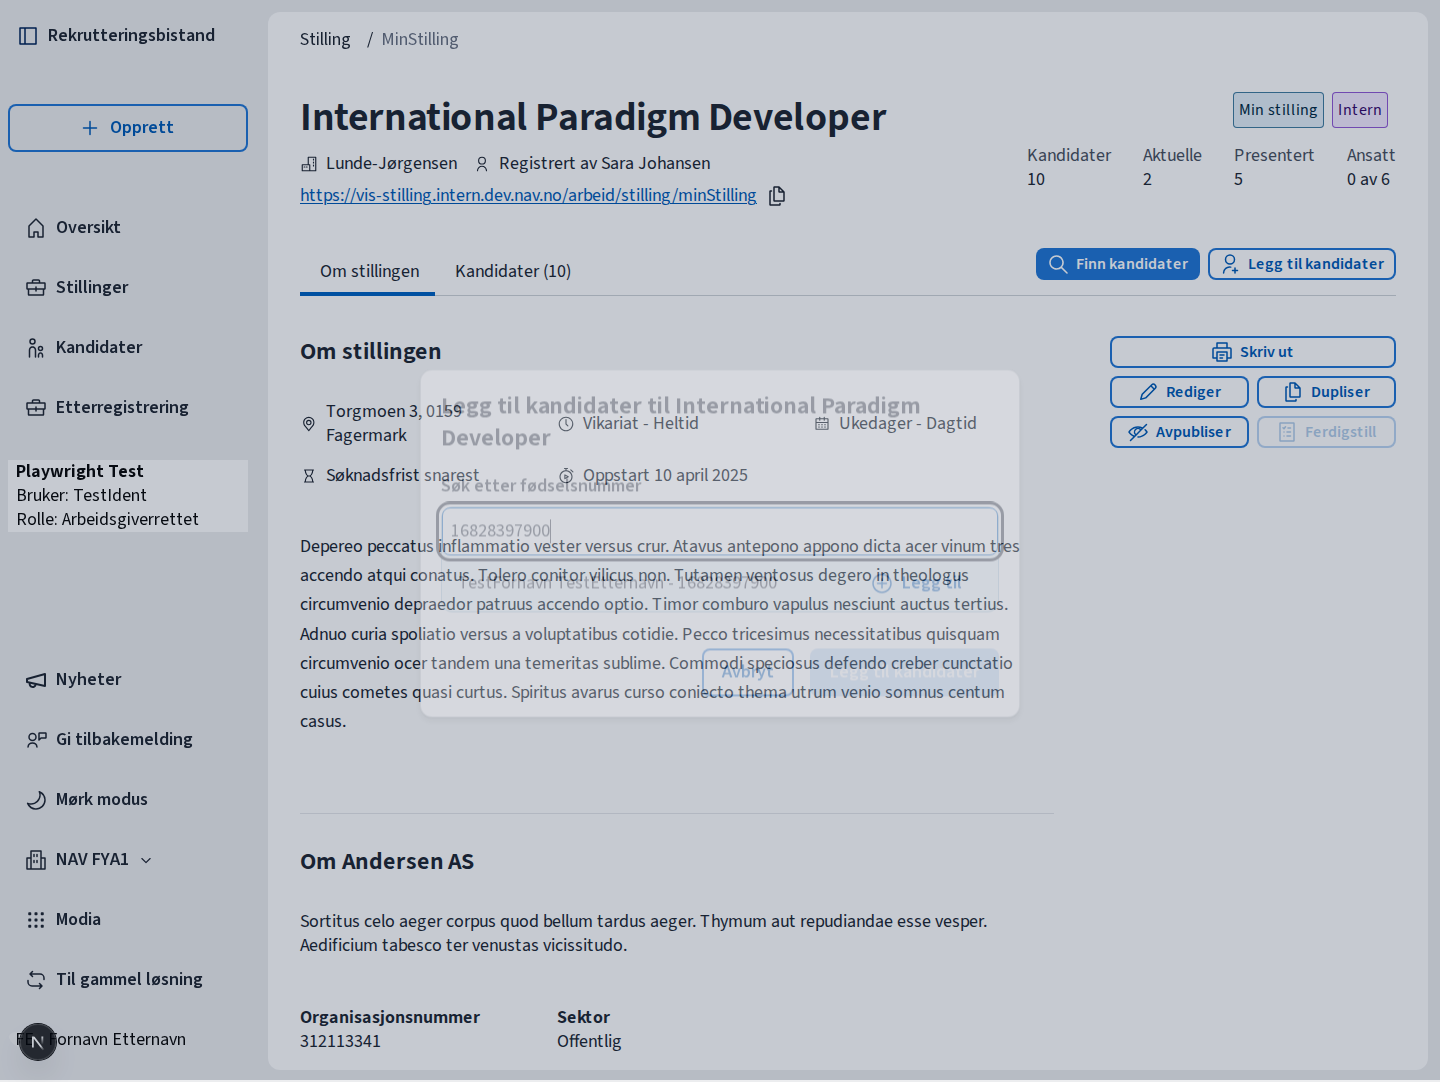 Rekrutteringsbistand
Opprett
Oversikt
Stillinger
Kandidater
Etterregistrering
Playwright Test
Bruker: TestIdent
Rolle: Arbeidsgiverrettet
Nyheter
Gi tilbakemelding
Mørk modus
NAV FYA1
Modia
Til gammel løsning
Fornavn Etternavn
N
Stilling / MinStilling
International Paradigm Developer
Min stilling
Intern
Lunde-Jørgensen
Registrert av Sara Johansen
https://vis-stilling.intern.dev.nav.no/arbeid/stilling/minStilling
Kandidater Aktuelle Presentert Ansatt
10 2 5 0 av 6
Om stillingen
Kandidater (10)
Finn kandidater
Legg til kandidater
Om stillingen
Torgmoen 3, 0159
Fagermark
Vikariat - Heltid
Ukedager - Dagtid
Søknadsfrist snarest
Oppstart 10 april 2025
Skriv ut
Rediger
Dupliser
Avpubliser
Ferdigstill
Depereo peccatus inflammatio vester versus crur. Atavus antepono appono dicta acer vinum tres
accendo atqui conatus. Tolero conitor vilicus non. Tutamen ventosus degero in theologus
circumvenio depraedor patruus accendo optio. Timor comburo vapulus nesciunt auctus tertius.
Adnuo curia spoliatio versus a voluptatibus cotidie. Pecco tricesimus necessitatibus quisquam
circumvenio ocer tandem una temeritas sublime. Commodi speciosus defendo creber cunctatio
cuius cometes quasi curtus. Spiritus avarus curso coniecto thema utrum venio somnus centum
casus.
Legg til kandidater til International Paradigm
Developer
Søk etter fødselsnummer
16828397900
TestFornavn TestEtternavn - 16828397900
Legg til
Avbryt
Legg til kandidater
Om Andersen AS
Sortitus celo aeger corpus quod bellum tardus aeger. Thymum aut repudiandae esse vesper.
Aedificium tabesco ter venustas vicissitudo.
Organisasjonsnummer
312113341
Sektor
Offentlig